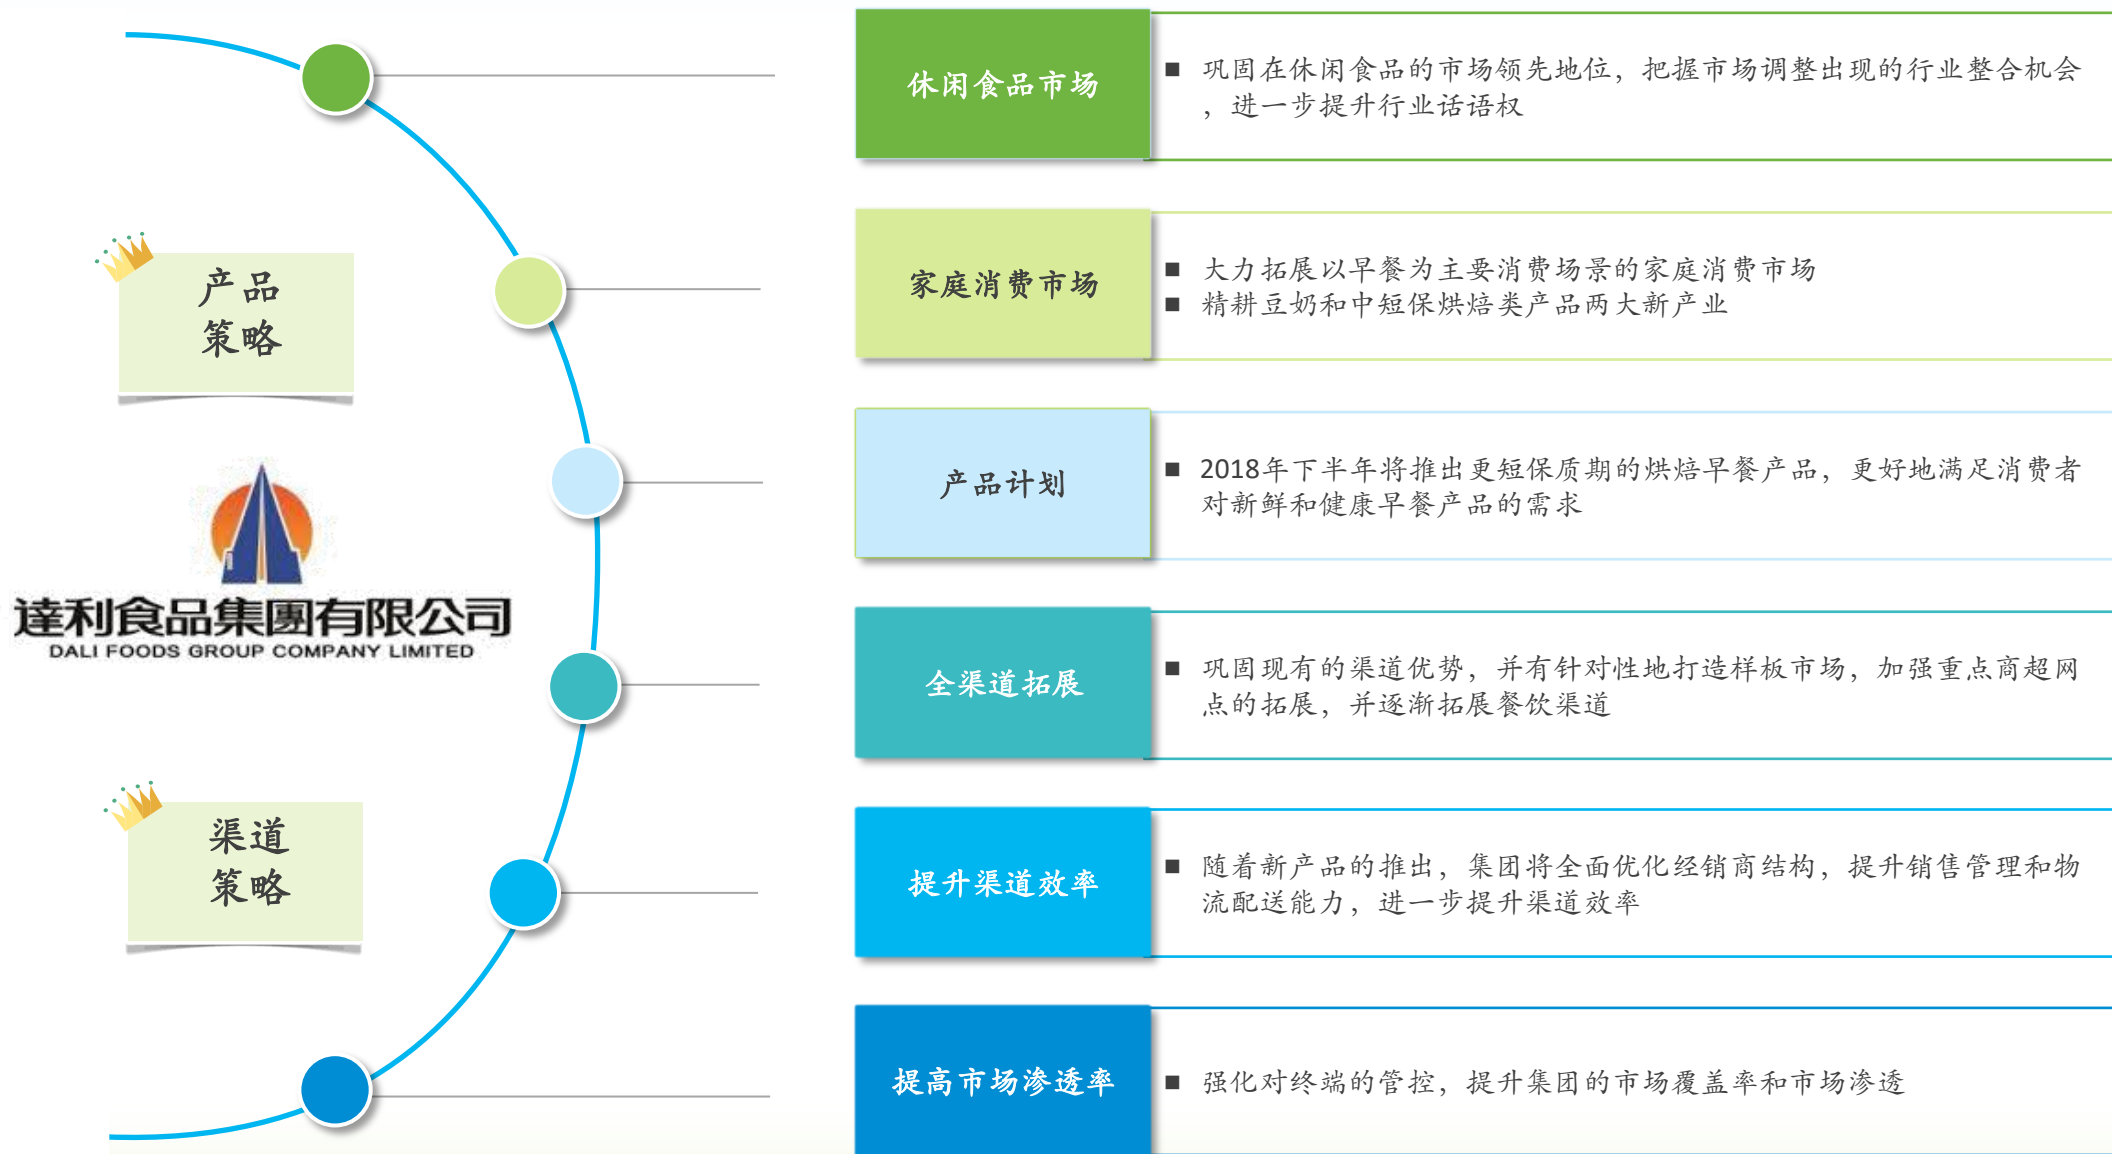 产品
策略
達利食品集團有限公司
DALI FOODS GROUP COMPANY LIMITED
渠道
策略
休闲食品市场
■ 巩固在休闲食品的市场领先地位，把握市场调整出现的行业整合机会
，进一步提升行业话语权
家庭消费市场
■ 大力拓展以早餐为主要消费场景的家庭消费市场
■ 精耕豆奶和中短保烘焙类产品两大新产业
产品计划
■ 2018年下半年将推出更短保质期的烘焙早餐产品，更好地满足消费者
对新鲜和健康早餐产品的需求
全渠道拓展
■ 巩固现有的渠道优势，并有针对性地打造样板市场，加强重点商超网
点的拓展，并逐渐拓展餐饮渠道
提升渠道效率
■ 随着新产品的推出，集团将全面优化经销商结构，提升销售管理和物
流配送能力，进一步提升渠道效率
提高市场渗透率
■ 强化对终端的管控，提升集团的市场覆盖率和市场渗透